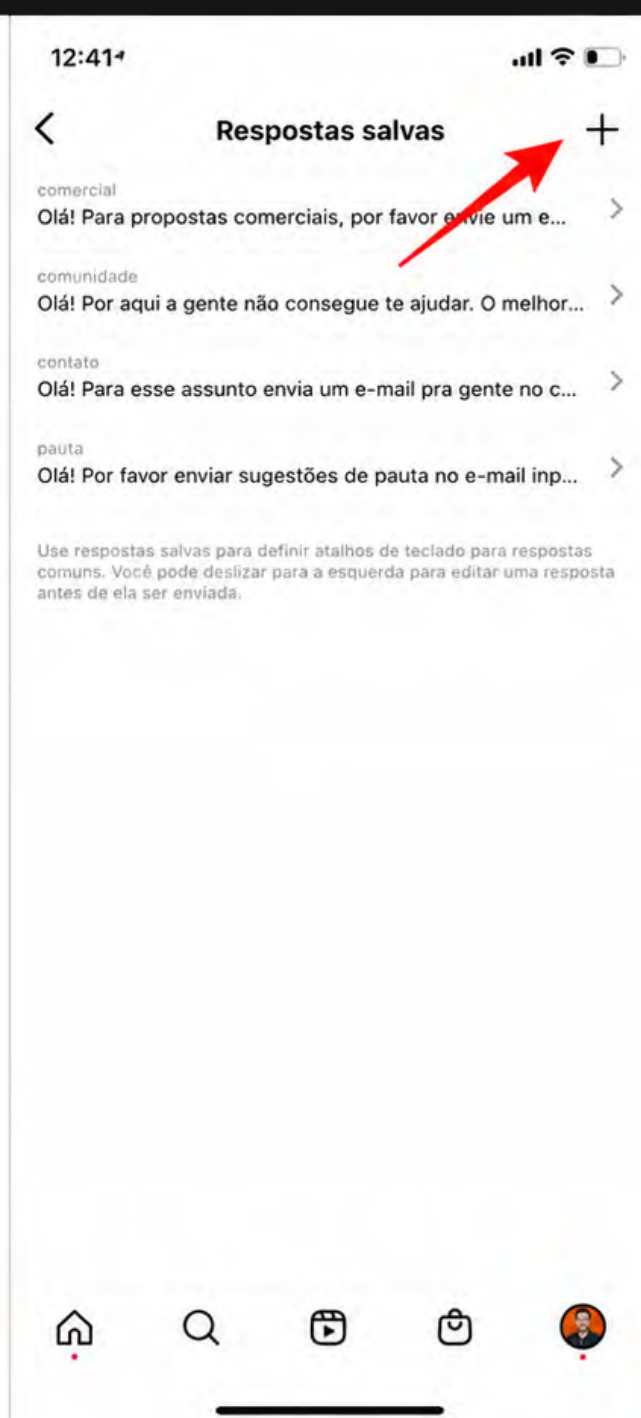 12:41
Respostas salvas
comercial
Olá! Para propostas comerciais, por favor envie um e...
comunidade
Olá! Por aqui a gente não consegue te ajudar. O melhor...
contato
Olá! Para esse assunto envia um e-mail pra gente no c...
pauta
Olá! Por favor enviar sugestões de pauta no e-mail inp...
Use respostas salvas para definir atalhos de teclado para respostas
comuns. Você pode deslizar para a esquerda para editar uma resposta
antes de ela ser enviada.